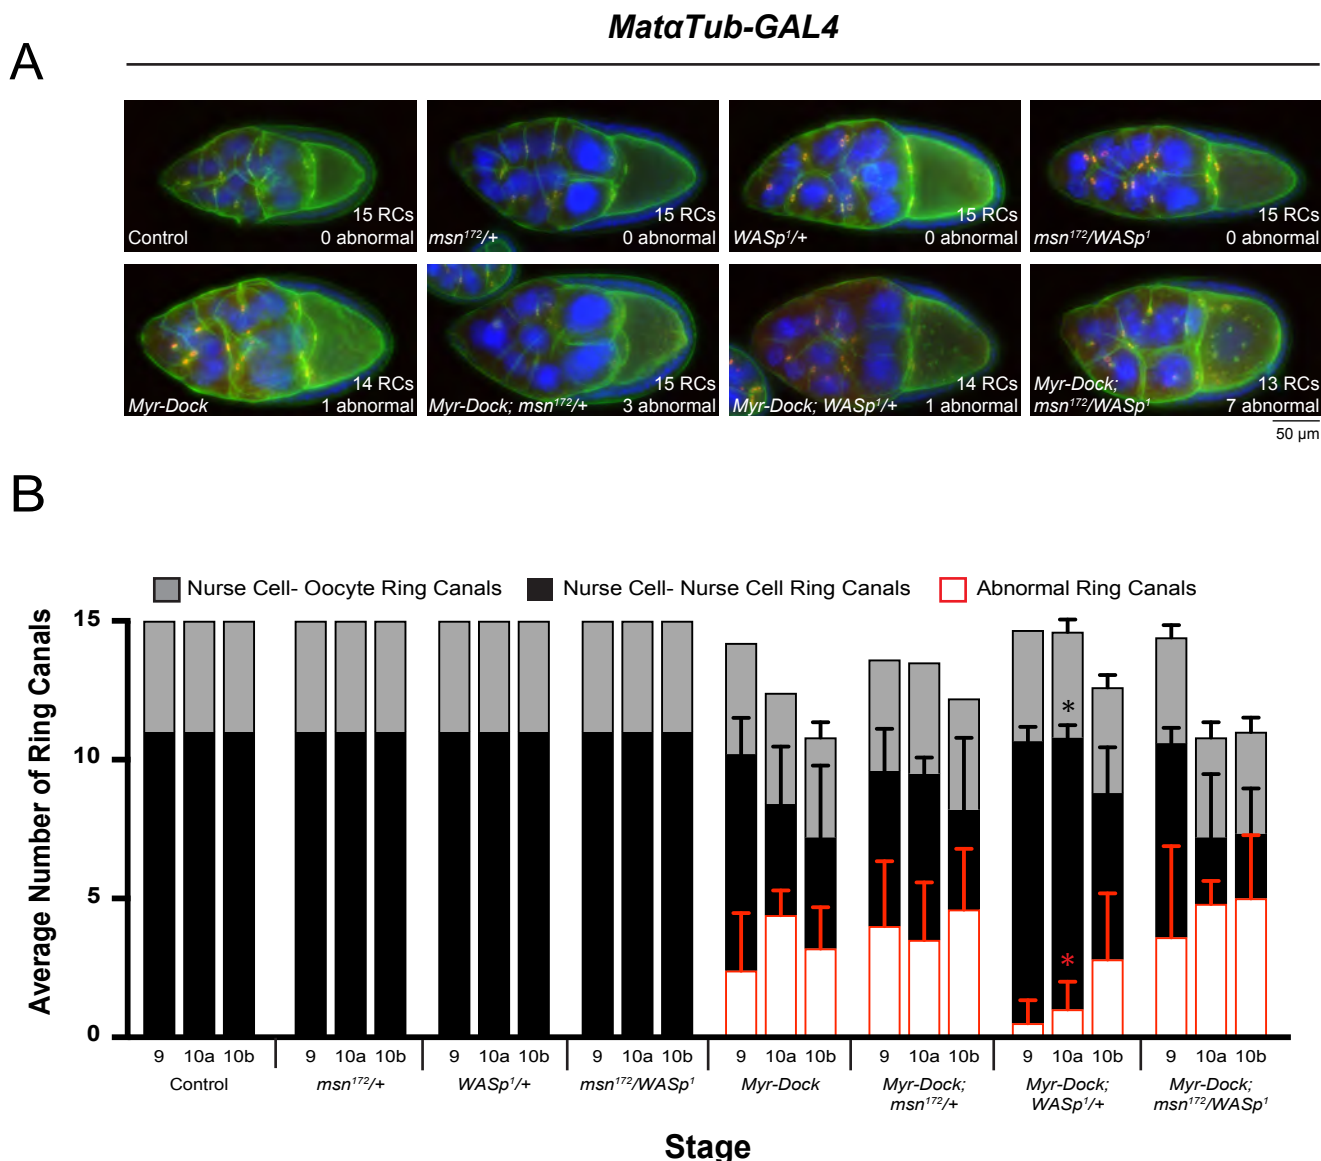 MatαTub-GAL4
A
15 RCs
Control 0 abnormal
15 RCs
msn¹⁷²/+ 0 abnormal
15 RCs
WASp¹/+ 0 abnormal
15 RCs
msn¹⁷²/WASp¹ 0 abnormal
14 RCs
Myr-Dock 1 abnormal
15 RCs
Myr-Dock; msn¹⁷²/+ 3 abnormal
14 RCs
Myr-Dock; WASp¹/+ 1 abnormal
Myr-Dock; 13 RCs
msn¹⁷²/WASp¹ 7 abnormal
50 µm
B
Nurse Cell- Oocyte Ring Canals Nurse Cell- Nurse Cell Ring Canals Abnormal Ring Canals
Average Number of Ring Canals
15
10
5
0
*
*
9 10a 10b 9 10a 10b 9 10a 10b 9 10a 10b 9 10a 10b 9 10a 10b 9 10a 10b 9 10a 10b
Control msn¹⁷²/+ WASp¹/+ msn¹⁷²/WASp¹ Myr-Dock Myr-Dock; Myr-Dock; Myr-Dock;
msn¹⁷²/+ WASp¹/+ msn¹⁷²/WASp¹
Stage